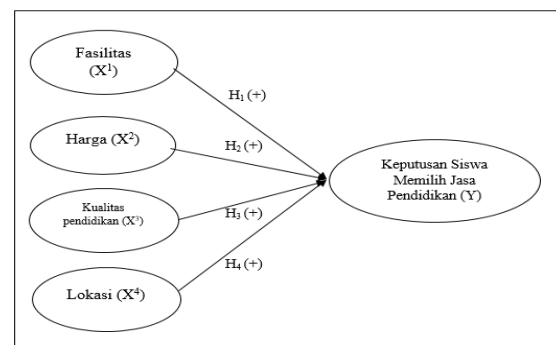 Fasilitas
(X¹)
H₁ (+)
Harga (X²)
H₂ (+)
Keputusan Siswa
Memilih Jasa
Pendidikan (Y)
Kualitas
pendidikan (X³)
H₃ (+)
H₄ (+)
Lokasi (X⁴)